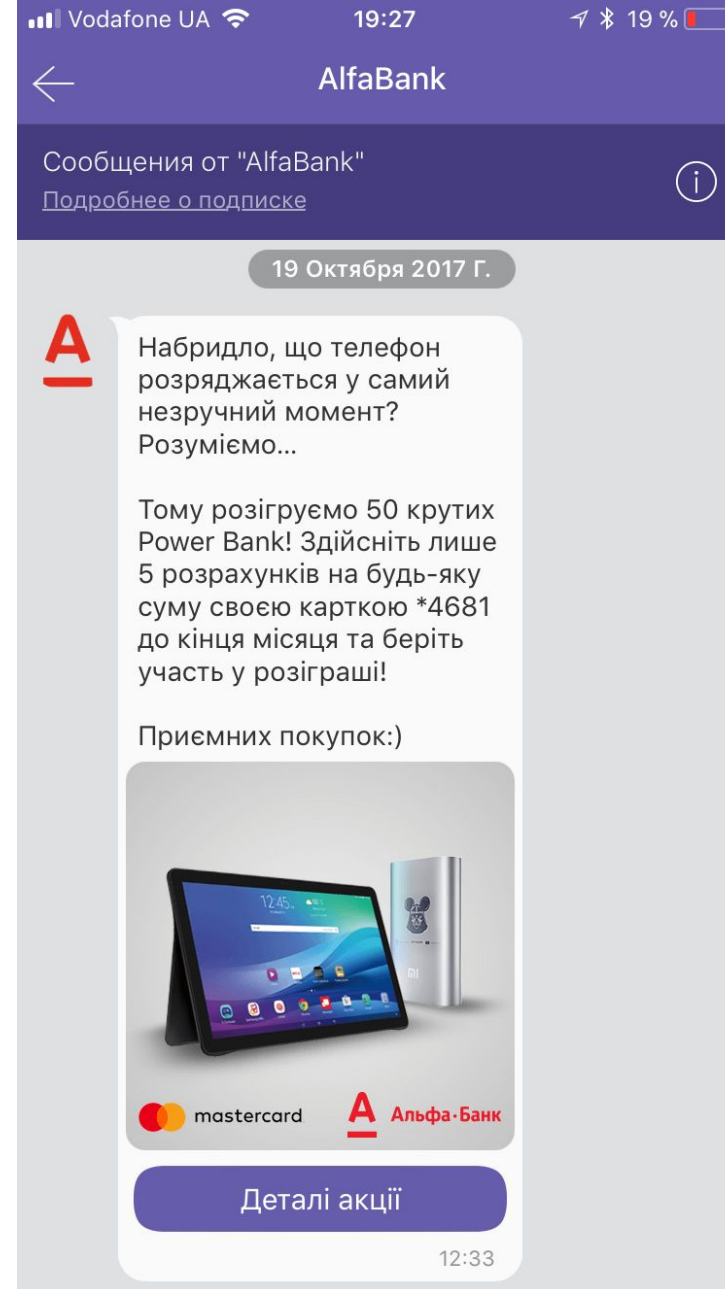 Vodafone UA 19:27 19 %
AlfaBank
Сообщения от "AlfaBank"
Подробнее о подписке
19 Октября 2017 Г.
Набридло, що телефон
розряджається у самий
незручний момент?
Розуміємо...
Тому розігруємо 50 крутих
Power Bank! Здійсніть лише
5 розрахунків на будь-яку
суму своєю карткою *4681
до кінця місяця та беріть
участь у розіграші!
Приємних покупок:)
12:45
mastercard
А Альфа·Банк
Деталі акції
12:33